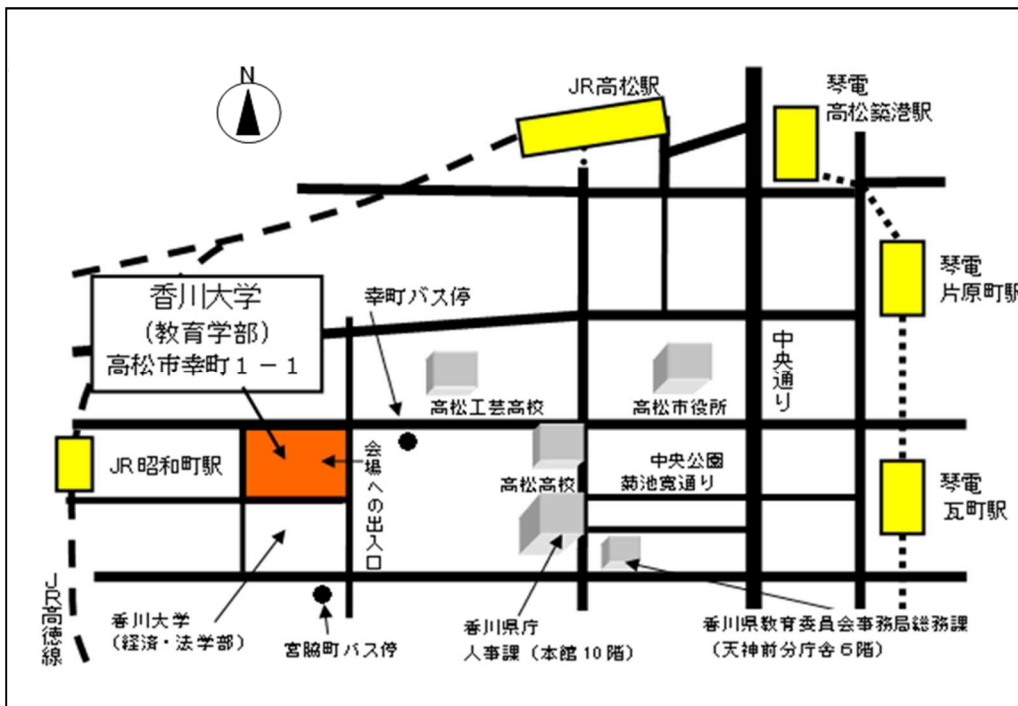 N
JR高松駅
琴電
高松築港駅
琴電
片原町駅
香川大学
(教育学部)
高松市幸町1-1
幸町バス停
中央通り
高松工芸高校
高松市役所
JR昭和町駅
会場への出入口
高松高校
中央公園
菊池寛通り
琴電
瓦町駅
JR高徳線
香川大学
(経済・法学部)
宮脇町バス停
香川県庁
人事課(本館10階)
香川県教育委員会事務局総務課
(天神前分庁舎6階)